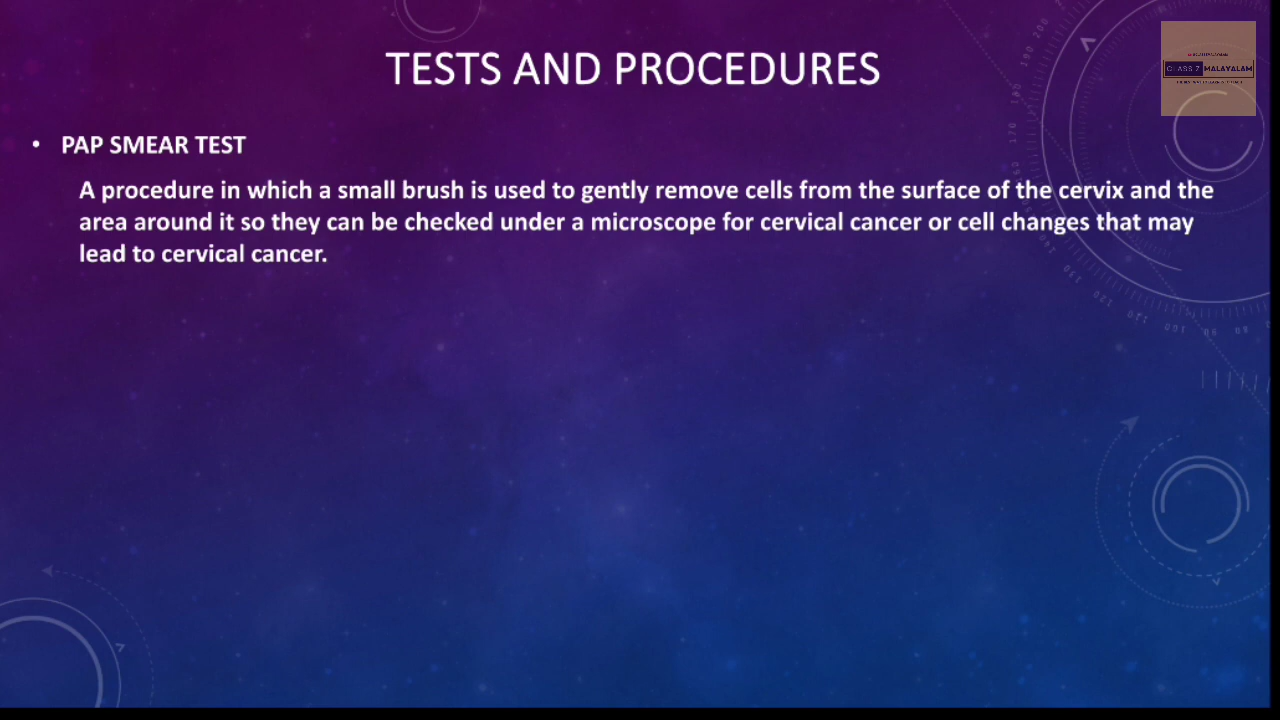 TESTS AND PROCEDURES
CLASS 7 MALAYALAM
• PAP SMEAR TEST
A procedure in which a small brush is used to gently remove cells from the surface of the cervix and the
area around it so they can be checked under a microscope for cervical cancer or cell changes that may
lead to cervical cancer.